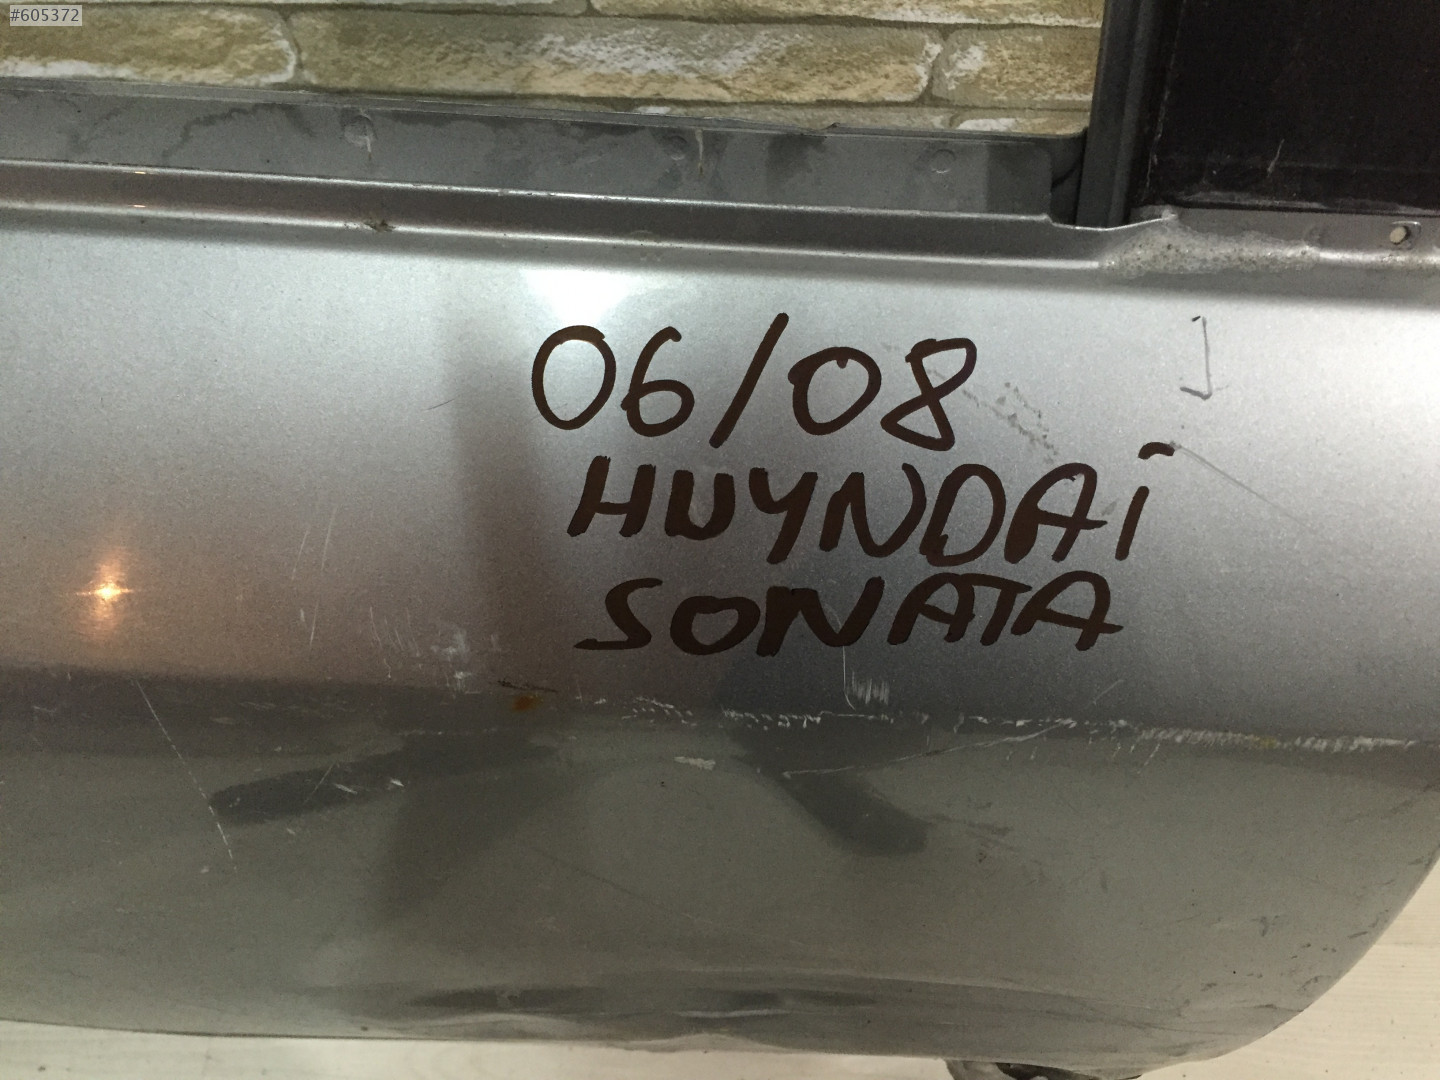 #605372
06/08
HUYNDAİ
SONATA